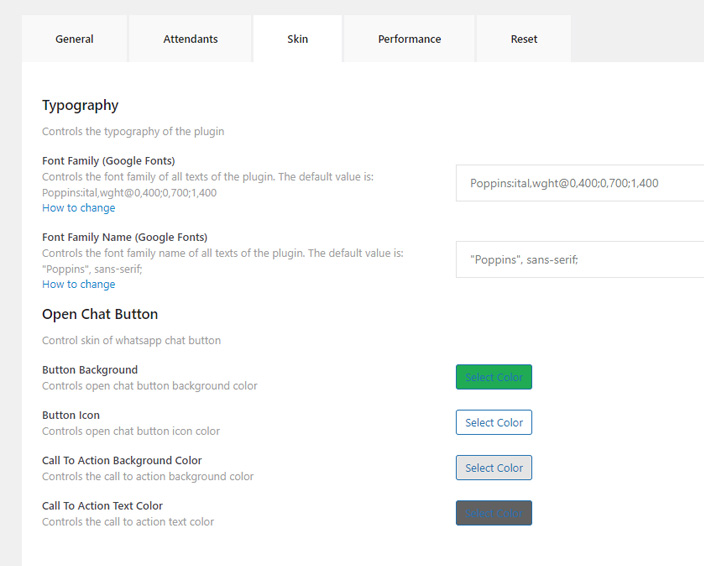 General
Attendants
Skin
Performance
Reset
Typography
Controls the typography of the plugin
Font Family (Google Fonts)
Controls the font family of all texts of the plugin. The default value is:
Poppins:ital,wght@0,400;0,700;1,400
How to change
Poppins:ital,wght@0,400;0,700;1,400
Font Family Name (Google Fonts)
Controls the font family name of all texts of the plugin. The default value is:
"Poppins", sans-serif;
How to change
"Poppins", sans-serif;
Open Chat Button
Control skin of whatsapp chat button
Button Background
Controls open chat button background color
Select Color
Button Icon
Controls open chat button icon color
Select Color
Call To Action Background Color
Controls the call to action background color
Select Color
Call To Action Text Color
Controls the call to action text color
Select Color